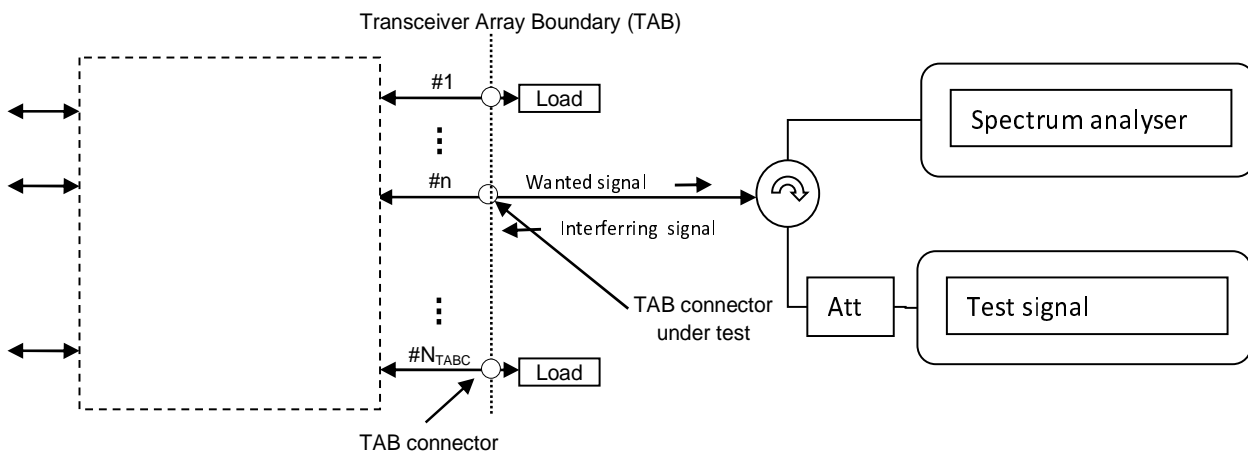 Transceiver Array Boundary (TAB)
#1
Load
Spectrum analyser
#n
Wanted signal
Interferring signal
TAB connector
under test
Att
Test signal
#NTABC
Load
TAB connector